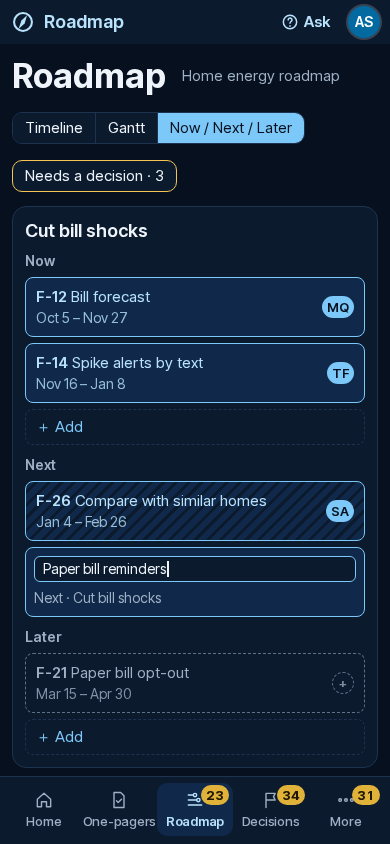 Roadmap
Ask
AS
Roadmap
Home energy roadmap
Timeline
Gantt
Now / Next / Later
Needs a decision · 3
Cut bill shocks
Now
F-12 Bill forecast
Oct 5 – Nov 27
MQ
F-14 Spike alerts by text
Nov 16 – Jan 8
TF
+ Add
Next
F-26 Compare with similar homes
Jan 4 – Feb 26
SA
Paper bill reminders
Next · Cut bill shocks
Later
F-21 Paper bill opt-out
Mar 15 – Apr 30
+
+ Add
Home
One-pagers
Roadmap
23
Decisions
34
More
31